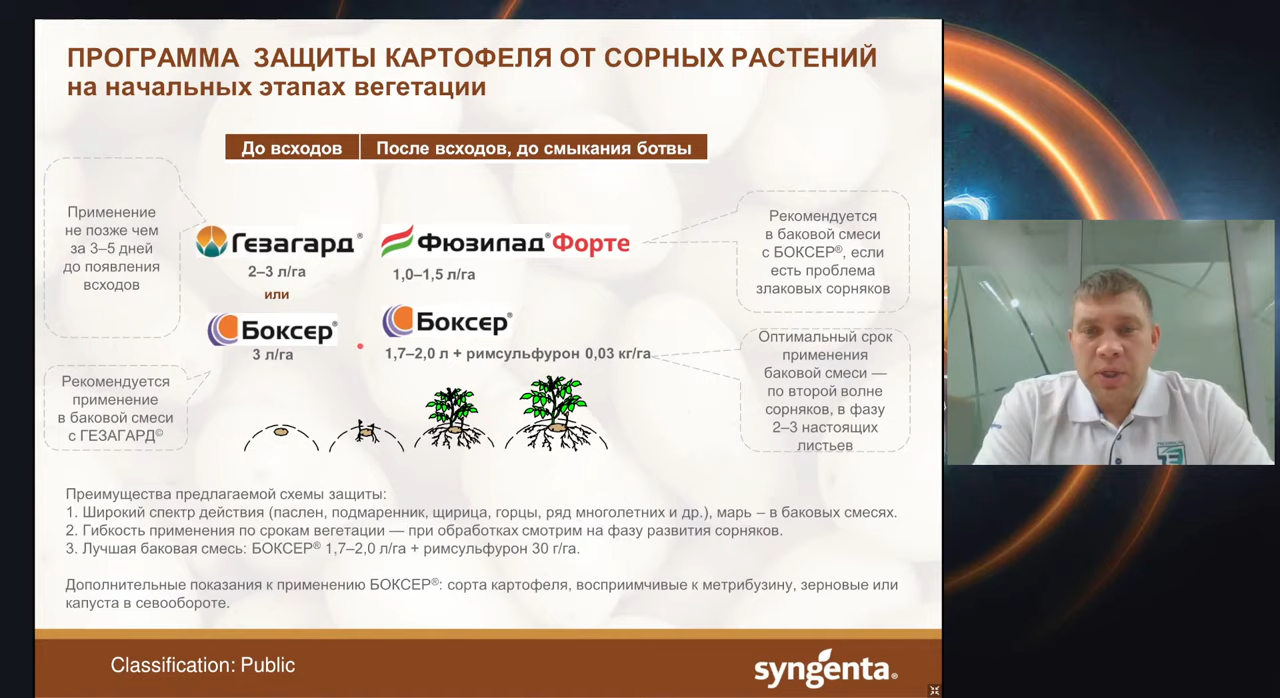 ПРОГРАММА ЗАЩИТЫ КАРТОФЕЛЯ ОТ СОРНЫХ РАСТЕНИЙ
на начальных этапах вегетации
До всходов
После всходов, до смыкания ботвы
Применение
не позже чем
за 3–5 дней
до появления
всходов
Гезагард®
2–3 л/га
или
Боксер®
3 л/га
Рекомендуется
применение
в баковой смеси
с ГЕЗАГАРД©
Фюзилад®Форте
1,0–1,5 л/га
Боксер®
1,7–2,0 л + римсульфурон 0,03 кг/га
Рекомендуется
в баковой смеси
с БОКСЕР®, если
есть проблема
злаковых сорняков
Оптимальный срок
применения
баковой смеси —
по второй волне
сорняков, в фазу
2–3 настоящих
листьев
Преимущества предлагаемой схемы защиты:
1. Широкий спектр действия (паслен, подмаренник, щирица, горцы, ряд многолетних и др.), марь – в баковых смесях.
2. Гибкость применения по срокам вегетации — при обработках смотрим на фазу развития сорняков.
3. Лучшая баковая смесь: БОКСЕР® 1,7–2,0 л/га + римсульфурон 30 г/га.
Дополнительные показания к применению БОКСЕР®: сорта картофеля, восприимчивые к метрибузину, зерновые или
капуста в севообороте.
Classification: Public
syngenta®